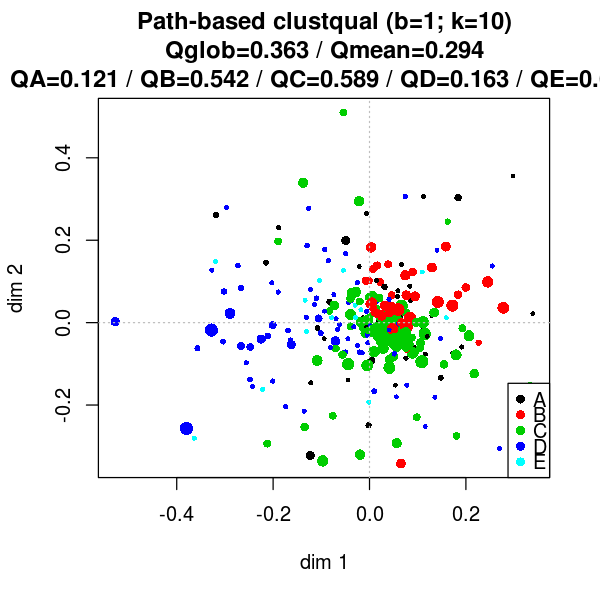 Path-based clustqual (b=1; k=10)
Qglob=0.363 / Qmean=0.294
QA=0.121 / QB=0.542 / QC=0.589 / QD=0.163 / QE=0.0
0.4
0.2
0.0
-0.2
dim 2
A
B
C
D
E
-0.4
-0.2
0.0
0.2
dim 1